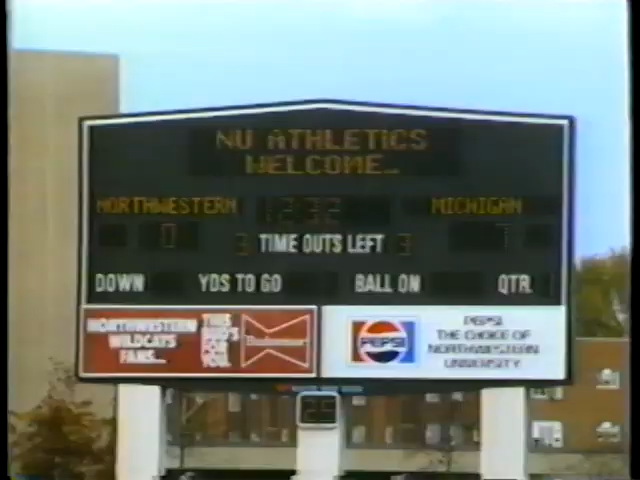 NU ATHLETICS
WELCOME...
NORTHWESTERN 12:32 MICHIGAN
0 3 TIME OUTS LEFT 3 7
DOWN YDS TO GO BALL ON QTR 1
NORTHWESTERN
WILDCATS
FANS...
THIS
BUD'S
FOR
YOU.
Budweiser
PEPSI
PEPSI
THE CHOICE OF
NORTHWESTERN
UNIVERSITY